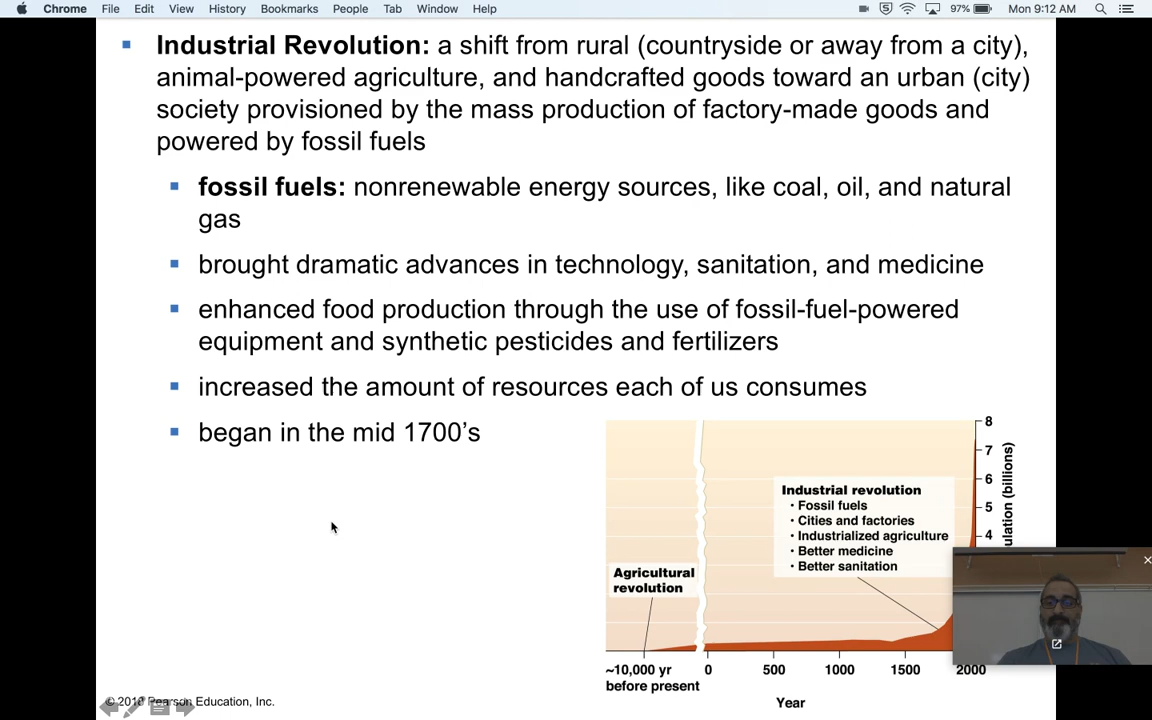 Chrome File Edit View History Bookmarks People Tab Window Help 97% Mon 9:12 AM
Industrial Revolution: a shift from rural (countryside or away from a city),
animal-powered agriculture, and handcrafted goods toward an urban (city)
society provisioned by the mass production of factory-made goods and
powered by fossil fuels
fossil fuels: nonrenewable energy sources, like coal, oil, and natural
gas
brought dramatic advances in technology, sanitation, and medicine
enhanced food production through the use of fossil-fuel-powered
equipment and synthetic pesticides and fertilizers
increased the amount of resources each of us consumes
began in the mid 1700's
8
7
6
5
4
ulation (billions)
Industrial revolution
• Fossil fuels
• Cities and factories
• Industrialized agriculture
• Better medicine
• Better sanitation
Agricultural
revolution
~10,000 yr
before present
0 500 1000 1500 2000
Year
© Pearson Education, Inc.